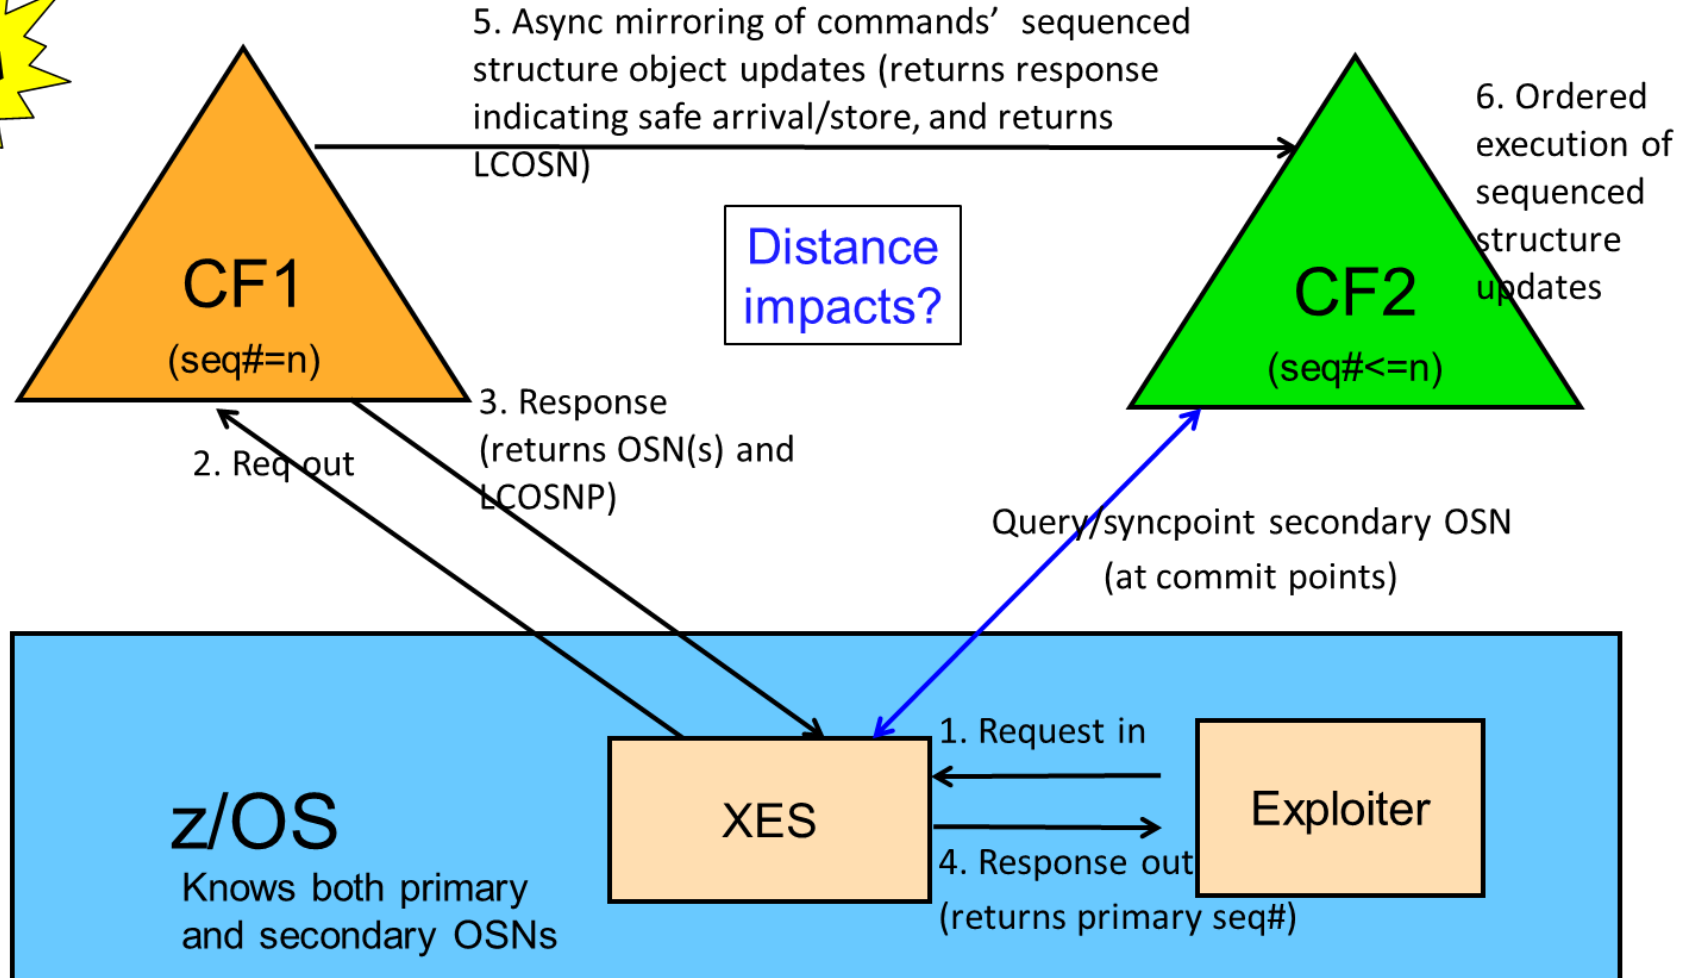 5. Async mirroring of commands’ sequenced
structure object updates (returns response
indicating safe arrival/store, and returns
LCOSN)
6. Ordered
execution of
sequenced
structure
updates
Distance
impacts?
CF1
(seq#=n)
CF2
(seq#<=n)
3. Response
(returns OSN(s) and
LCOSNP)
2. Req out
Query/syncpoint secondary OSN
(at commit points)
1. Request in
XES
Exploiter
4. Response out
(returns primary seq#)
z/OS
Knows both primary
and secondary OSNs